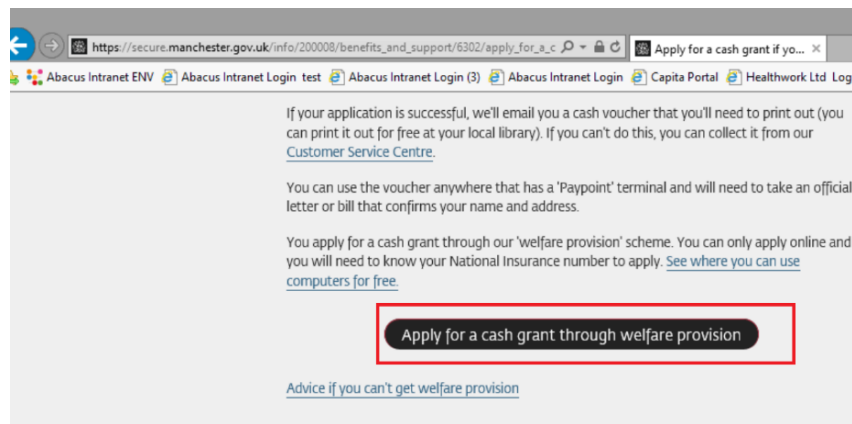 https://secure.manchester.gov.uk/info/200008/benefits_and_support/6302/apply_for_a_c
Apply for a cash grant if yo...
Abacus Intranet ENV Abacus Intranet Login test Abacus Intranet Login (3) Abacus Intranet Login Capita Portal Healthwork Ltd Log
If your application is successful, we'll email you a cash voucher that you'll need to print out (you
can print it out for free at your local library). If you can't do this, you can collect it from our
Customer Service Centre.
You can use the voucher anywhere that has a 'Paypoint' terminal and will need to take an official
letter or bill that confirms your name and address.
You apply for a cash grant through our 'welfare provision' scheme. You can only apply online and
you will need to know your National Insurance number to apply. See where you can use
computers for free.
Apply for a cash grant through welfare provision
Advice if you can't get welfare provision